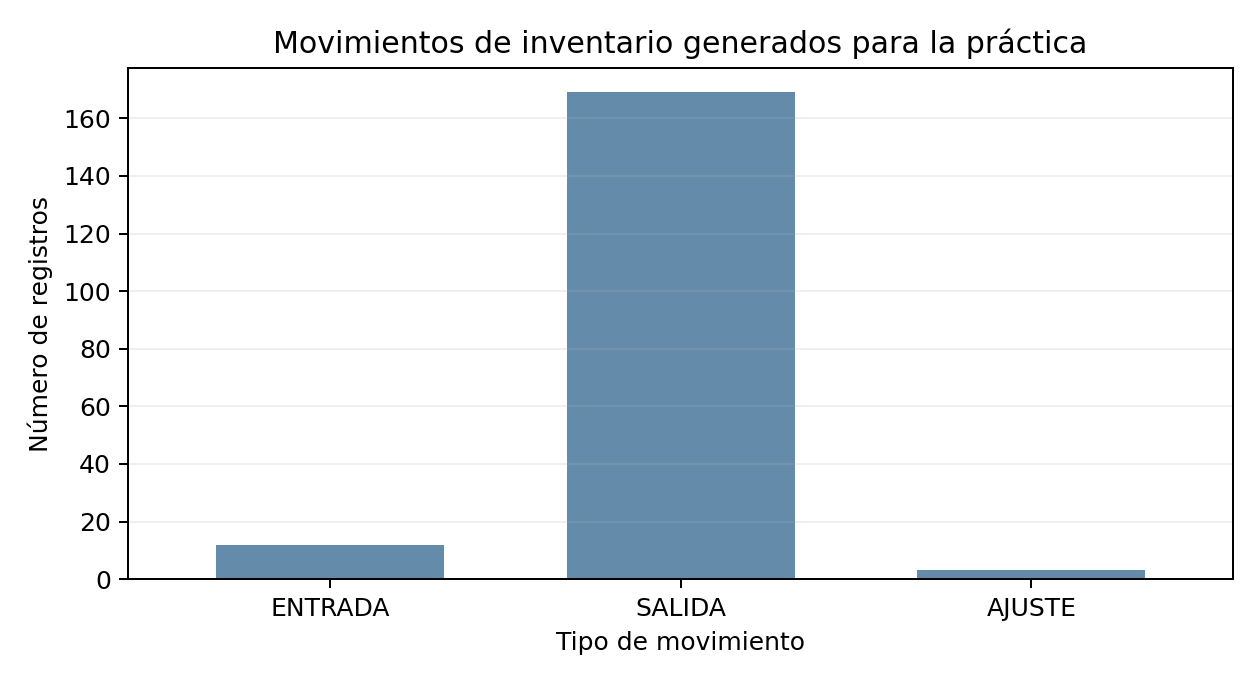 Movimientos de inventario generados para la práctica
Número de registros
160
140
120
100
80
60
40
20
0
ENTRADA
SALIDA
AJUSTE
Tipo de movimiento